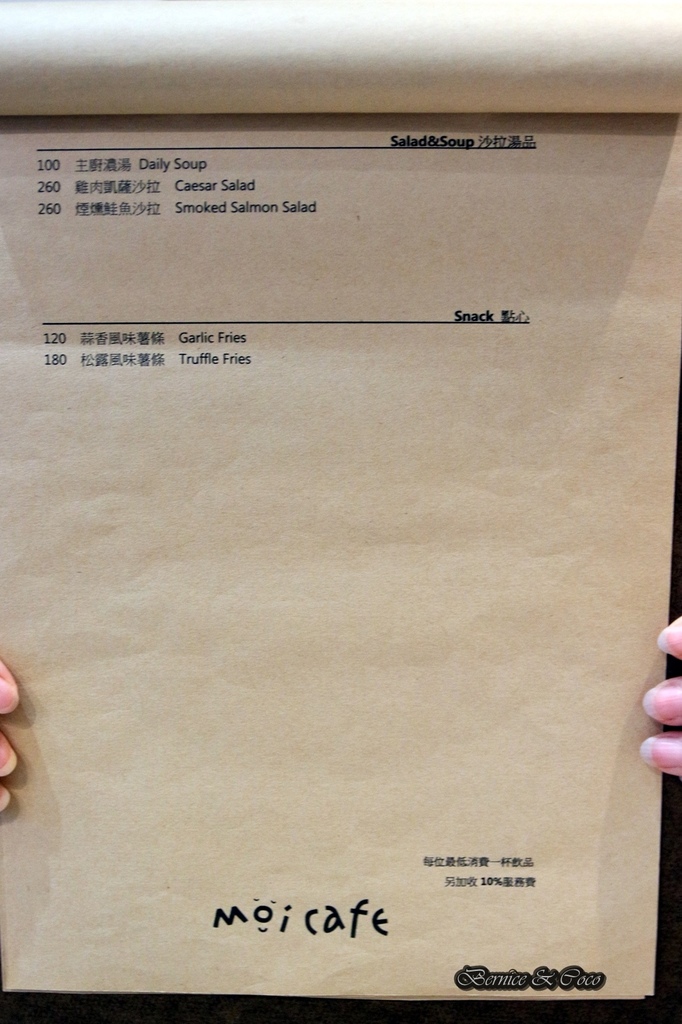 Salad&Soup 沙拉湯品
100 主廚濃湯 Daily Soup
260 雞肉凱薩沙拉 Caesar Salad
260 煙燻鮭魚沙拉 Smoked Salmon Salad
Snack 點心
120 蒜香風味薯條 Garlic Fries
180 松露風味薯條 Truffle Fries
每位最低消費一杯飲品
另加收 10%服務費
moi cafe
Bernice & Coco